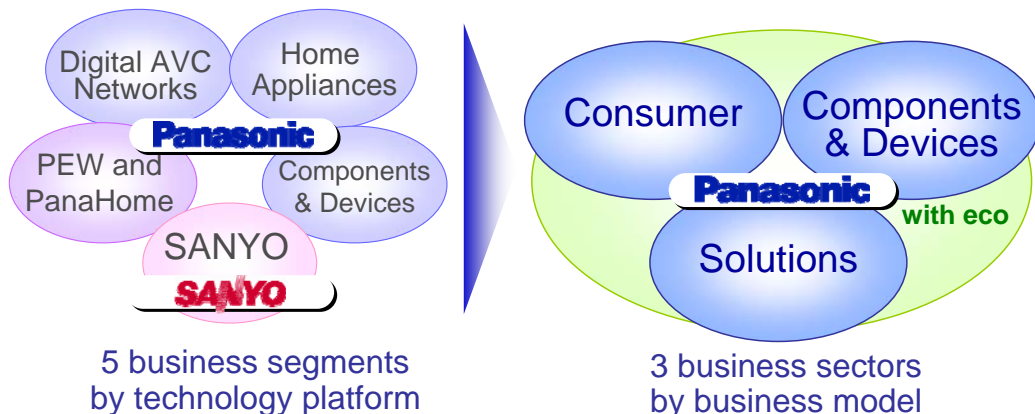 Digital AVC
Networks
Home
Appliances
Panasonic
PEW and
PanaHome
Components
& Devices
SANYO
SANYO
5 business segments
by technology platform
Consumer
Components
& Devices
Panasonic
with eco
Solutions
3 business sectors
by business model